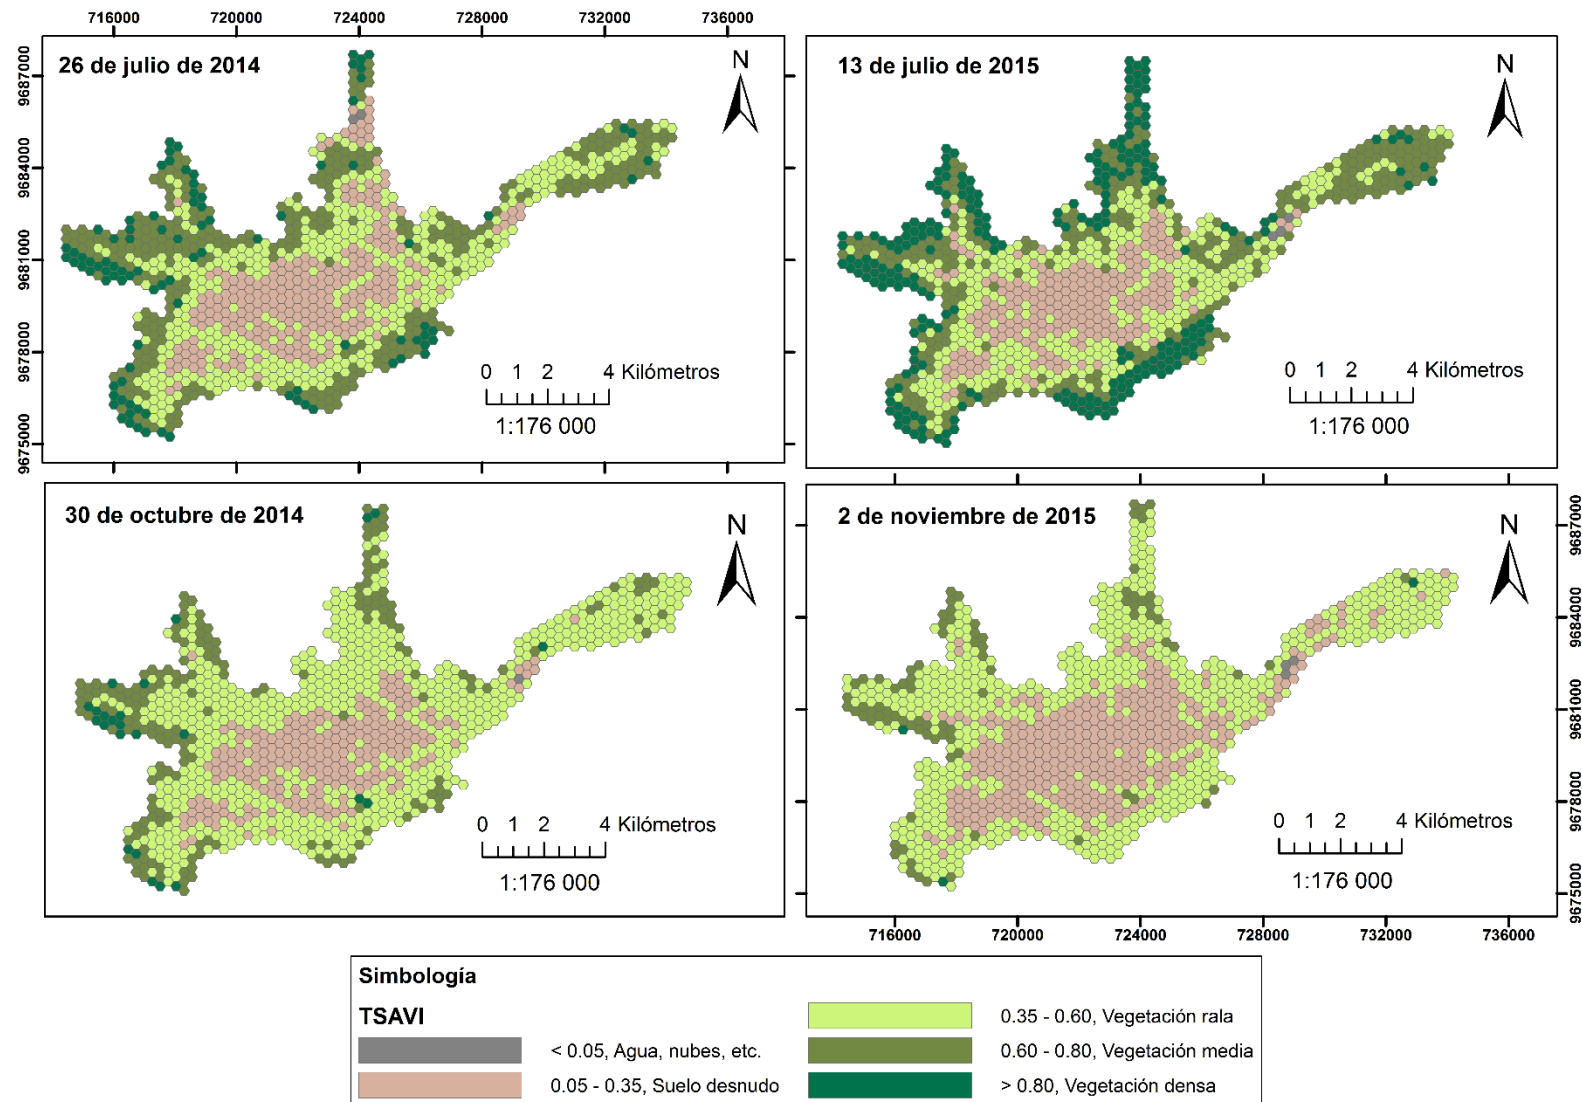 716000 720000 724000 728000 732000 736000
26 de julio de 2014
N
9687000
9684000
9681000
9678000
9675000
0 1 2 4 Kilómetros
1:176 000
13 de julio de 2015
N
0 1 2 4 Kilómetros
1:176 000
30 de octubre de 2014
N
0 1 2 4 Kilómetros
1:176 000
2 de noviembre de 2015
N
9687000
9684000
9681000
9678000
9675000
0 1 2 4 Kilómetros
1:176 000
716000 720000 724000 728000 732000 736000
Simbología
TSAVI
< 0.05, Agua, nubes, etc.
0.05 - 0.35, Suelo desnudo
0.35 - 0.60, Vegetación rala
0.60 - 0.80, Vegetación media
> 0.80, Vegetación densa